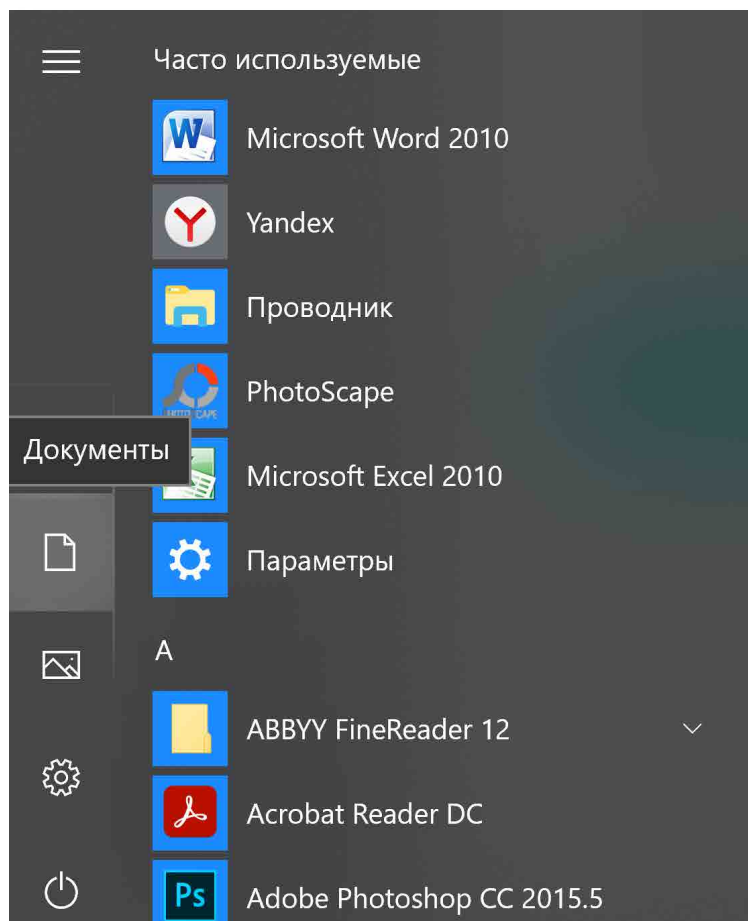 Часто используемые
Microsoft Word 2010
Yandex
Проводник
PhotoScape
Документы
Microsoft Excel 2010
Параметры
A
ABBYY FineReader 12
Acrobat Reader DC
Ps
Adobe Photoshop CC 2015.5